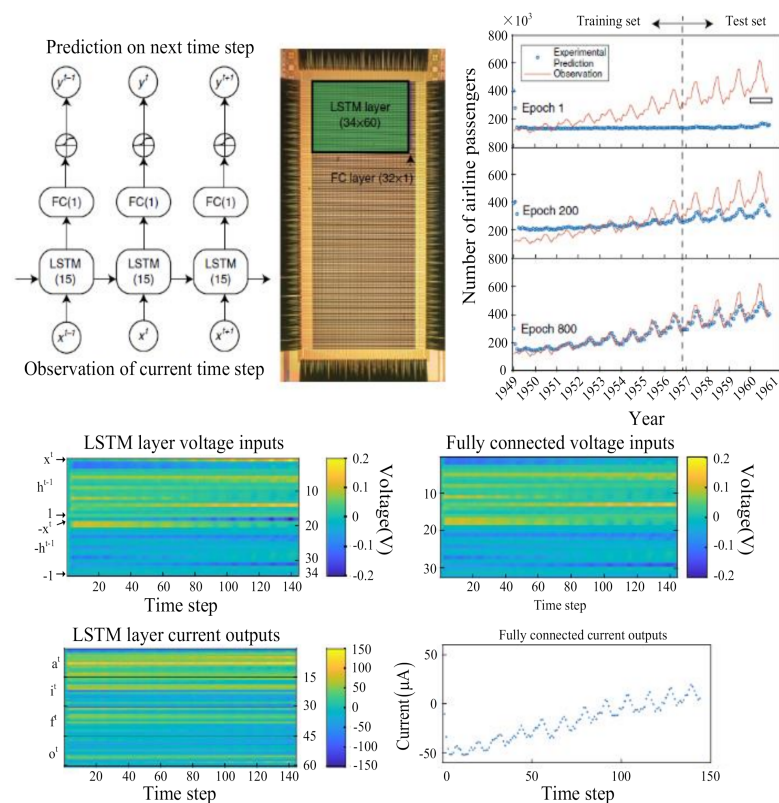 Prediction on next time step
y^t-1 y^t y^t+1
FC(1) FC(1) FC(1)
LSTM LSTM LSTM
(15) (15) (15)
x^t-1 x^t x^t+1
Observation of current time step
LSTM layer
(34×60)
FC layer (32×1)
×10³
Training set Test set
Experimental
Prediction
Observation
Number of airline passengers
800
600
400
200
Epoch 1
800
600
400
200
Epoch 200
800
600
400
200
0
Epoch 800
1949 1950 1951 1952 1953 1954 1955 1956 1957 1958 1959 1960 1961
Year
LSTM layer voltage inputs
x^t
h^t-1
1
-x^t
-h^t-1
-1
10
20
30
34
20 40 60 80 100 120 140
Time step
0.2
0.1
0
-0.1
-0.2
Voltage(V)
Fully connected voltage inputs
10
20
30
20 40 60 80 100 120 140
Time step
0.2
0.1
0
-0.1
-0.2
Voltage(V)
LSTM layer current outputs
a^t
i^t
f^t
o^t
15
30
45
60
20 40 60 80 100 120 140
Time step
150
100
50
0
-50
-100
-150
Fully connected current outputs
Current(μA)
50
0
-50
0 50 100 150
Time step